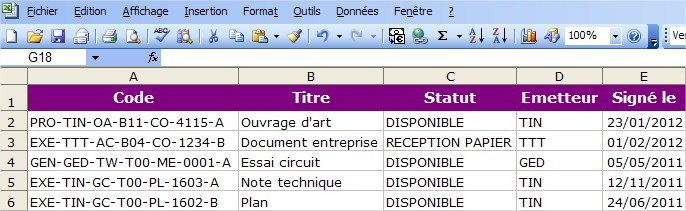 Fichier Edition Affichage Insertion Format Outils Données Fenêtre ?
ABC Σ A Z Z A 100%
G18 fx
A B C D E
1 Code Titre Statut Emetteur Signé le
2 PRO-TIN-OA-B11-CO-4115-A Ouvrage d'art DISPONIBLE TIN 23/01/2012
3 EXE-TTT-AC-B04-CO-1234-B Document entreprise RECEPTION PAPIER TTT 01/02/2012
4 GEN-GED-TW-T00-ME-0001-A Essai circuit DISPONIBLE GED 05/05/2011
5 EXE-TIN-GC-T00-PL-1603-A Note technique DISPONIBLE TIN 12/11/2011
6 EXE-TIN-GC-T00-PL-1602-B Plan DISPONIBLE TIN 24/06/2011